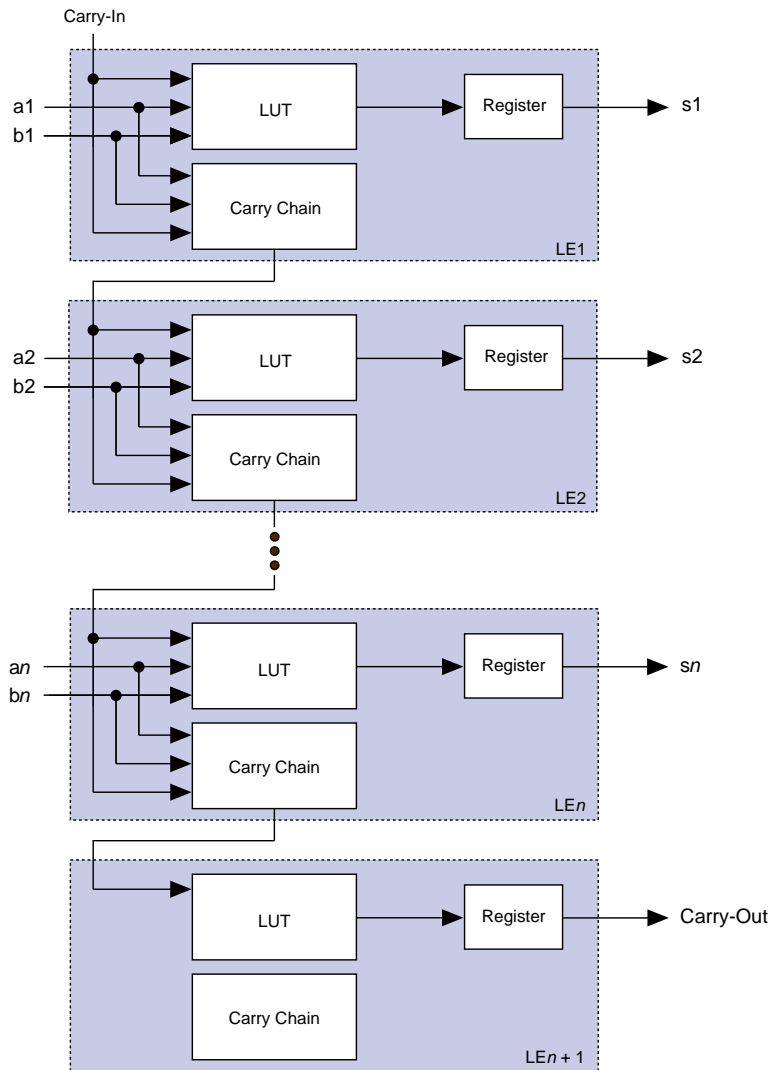 Carry-In
a1
b1
LUT
Register
s1
Carry Chain
LE1
a2
b2
LUT
Register
s2
Carry Chain
LE2
an
bn
LUT
Register
sn
Carry Chain
LEn
LUT
Register
Carry-Out
Carry Chain
LEn + 1